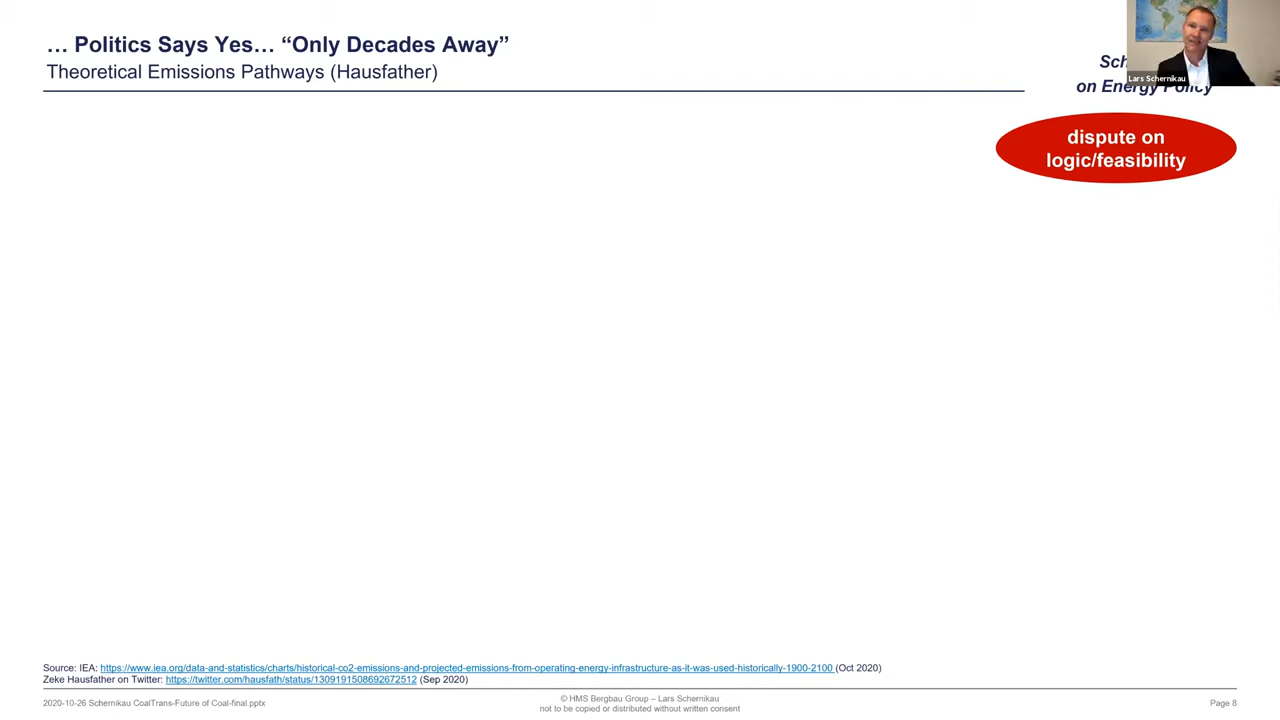 … Politics Says Yes… “Only Decades Away”
Theoretical Emissions Pathways (Hausfather)
Lars Schernikau
on Energy Policy
dispute on
logic/feasibility
Source: IEA: https://www.iea.org/data-and-statistics/charts/historical-co2-emissions-and-projected-emissions-from-operating-energy-infrastructure-as-it-was-used-historically-1900-2100 (Oct 2020)
Zeke Hausfather on Twitter: https://twitter.com/hausfath/status/1309191508692672512 (Sep 2020)
2020-10-26 Schernikau CoalTrans-Future of Coal-final.pptx
© HMS Bergbau Group – Lars Schernikau
not to be copied or distributed without written consent
Page 8